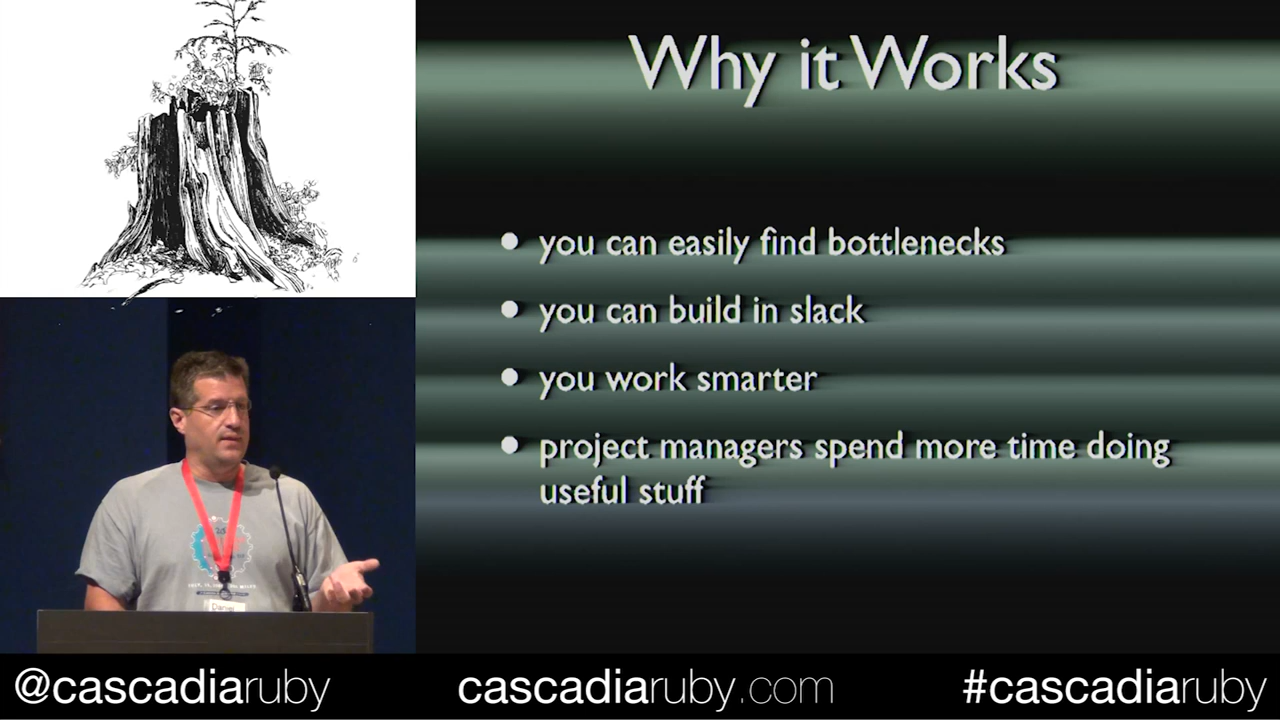 Why it Works
• you can easily find bottlenecks
• you can build in slack
• you work smarter
• project managers spend more time doing
useful stuff
Daniel
@cascadiaruby
cascadiaruby.com
#cascadiaruby